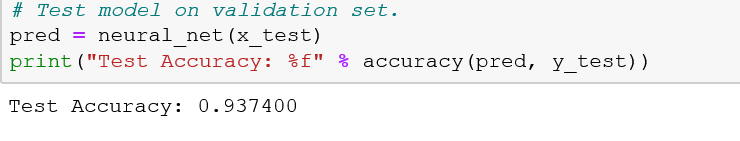 # Test model on validation set.
pred = neural_net(x_test)
print("Test Accuracy: %f" % accuracy(pred, y_test))
Test Accuracy: 0.937400